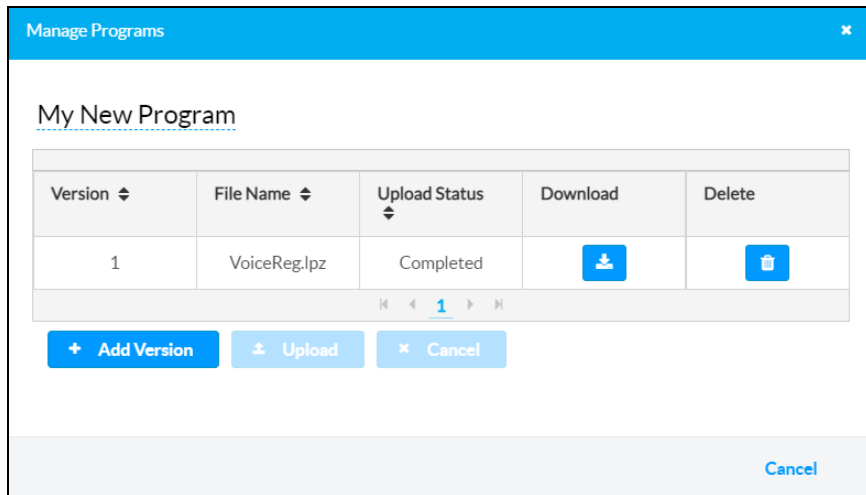 Manage Programs
My New Program
Version File Name Upload Status Download Delete
1 VoiceReg.lpz Completed
1
Add Version Upload Cancel
Cancel